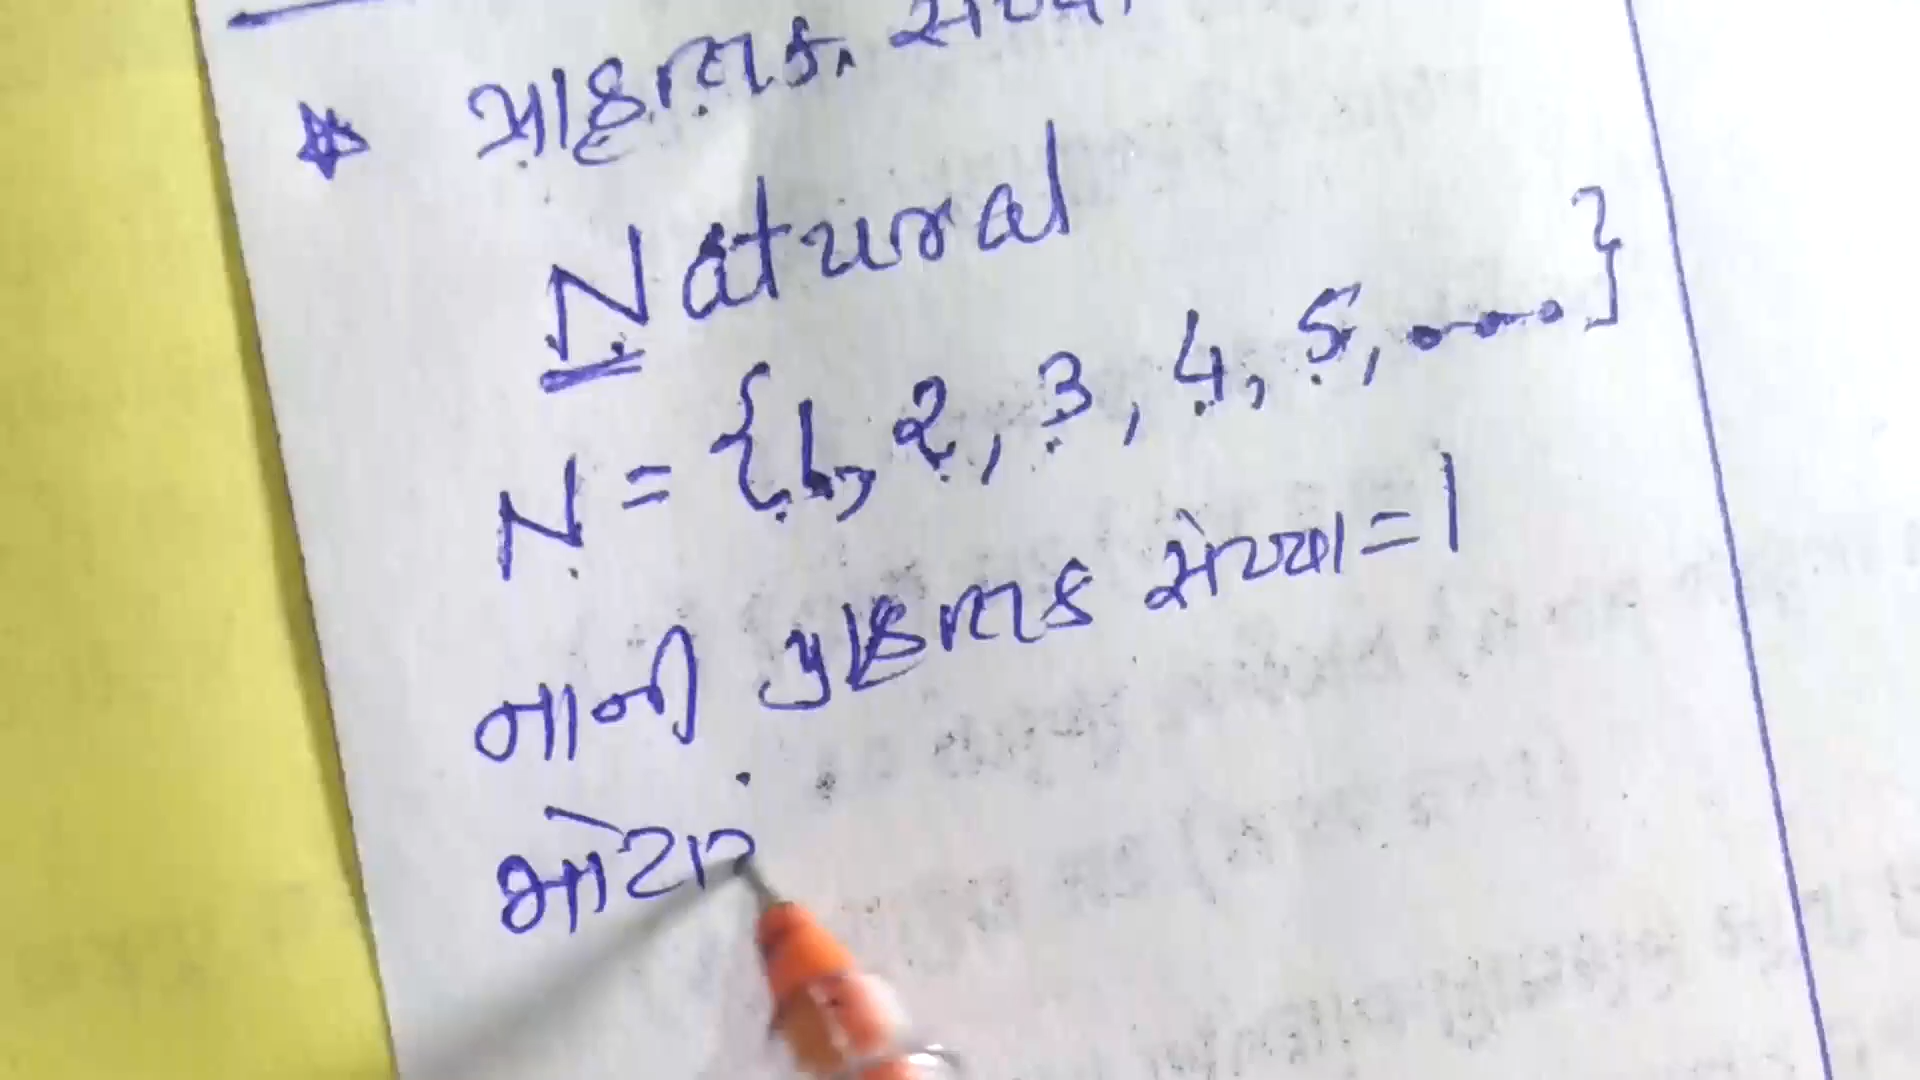 પ્રાકૃતિક સંખ્યા
Natural
N = {1, 2, 3, 4, 5, ....}
નાની પ્રાકૃતિક સંખ્યા = 1